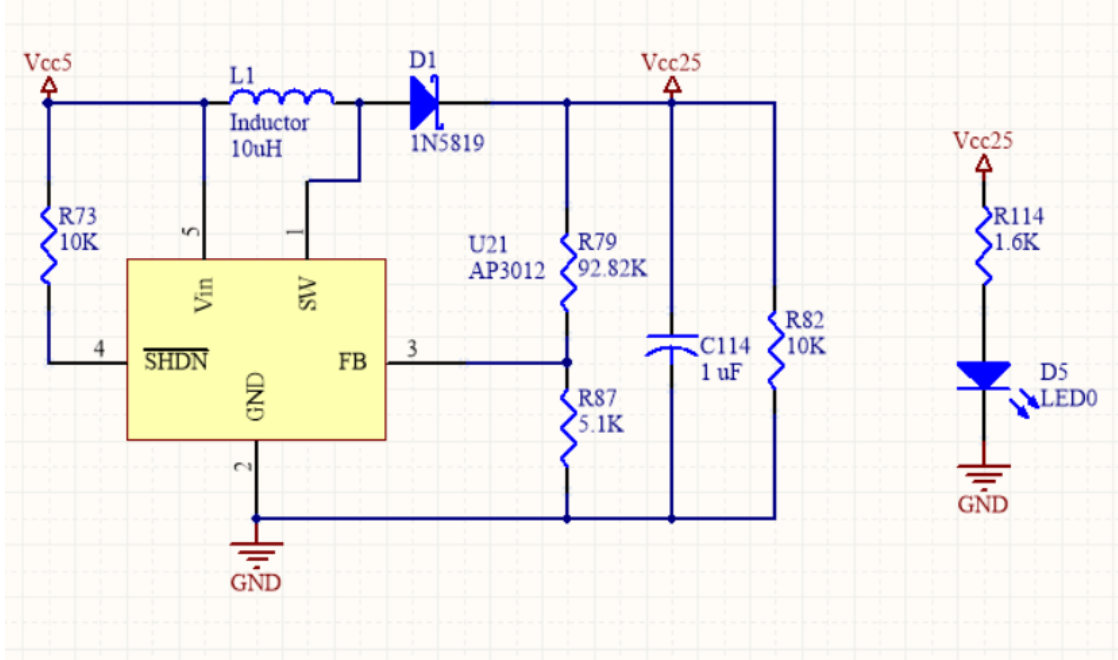 Vcc5
L1
Inductor
10uH
D1
1N5819
Vcc25
R73
10K
5
1
Vin
SW
U21
AP3012
R79
92.82K
4
SHDN
FB
3
GND
2
R87
5.1K
C114
1 uF
R82
10K
GND
Vcc25
R114
1.6K
D5
LED0
GND